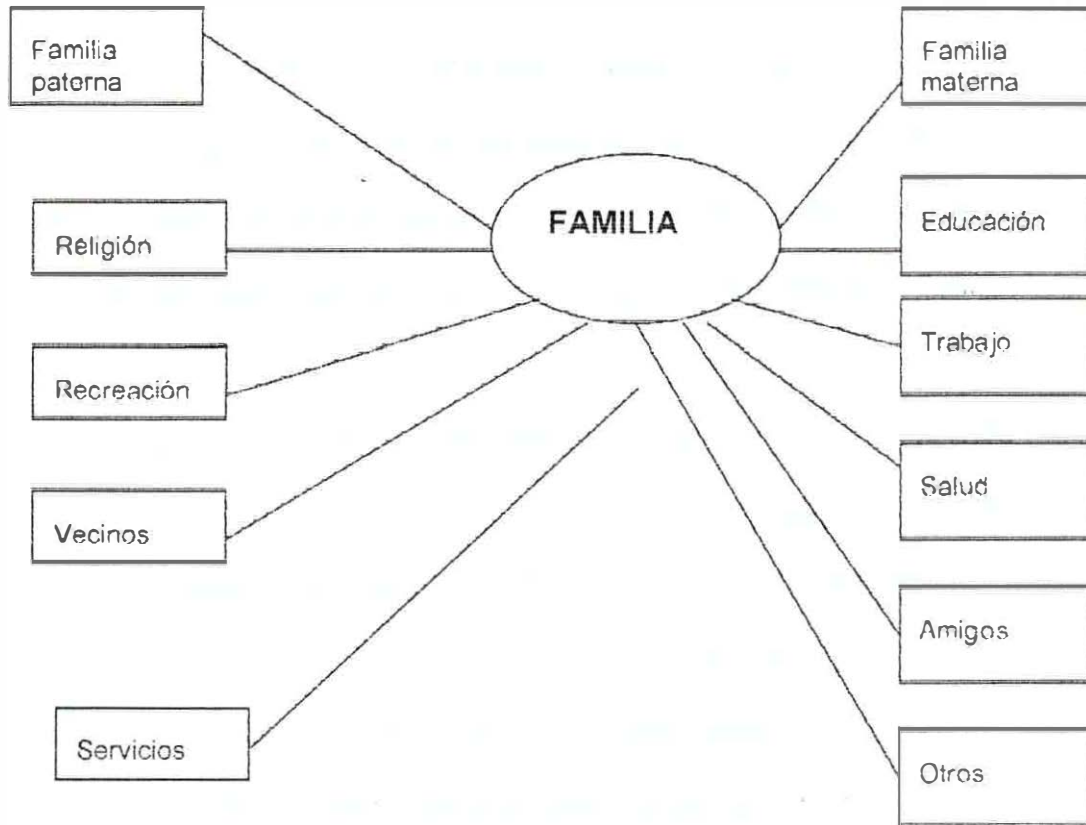 Familia
paterna
Familia
materna
FAMILIA
Religión
Educación
Recreación
Trabajo
Vecinos
Salud
Amigos
Servicios
Otros